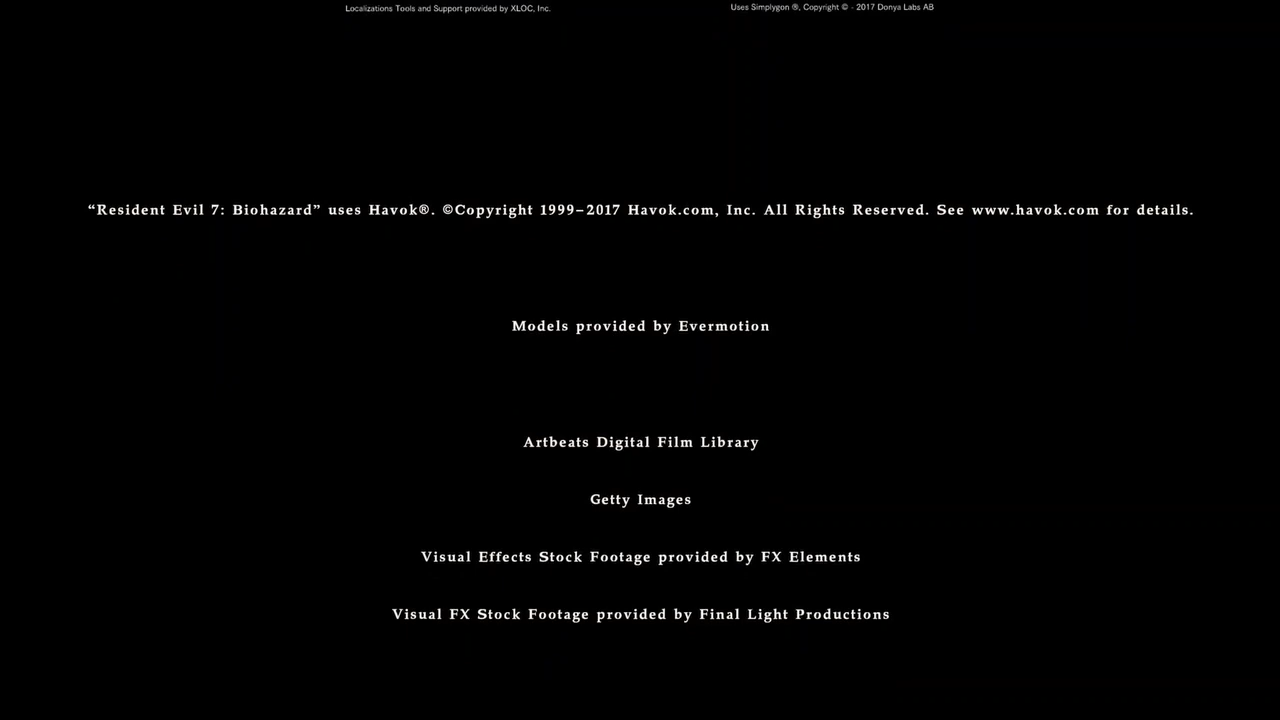 Localizations Tools and Support provided by XLOC, Inc.
Uses Simplygon ®, Copyright © - 2017 Donya Labs AB
“Resident Evil 7: Biohazard” uses Havok®. ©Copyright 1999–2017 Havok.com, Inc. All Rights Reserved. See www.havok.com for details.
Models provided by Evermotion
Artbeats Digital Film Library
Getty Images
Visual Effects Stock Footage provided by FX Elements
Visual FX Stock Footage provided by Final Light Productions